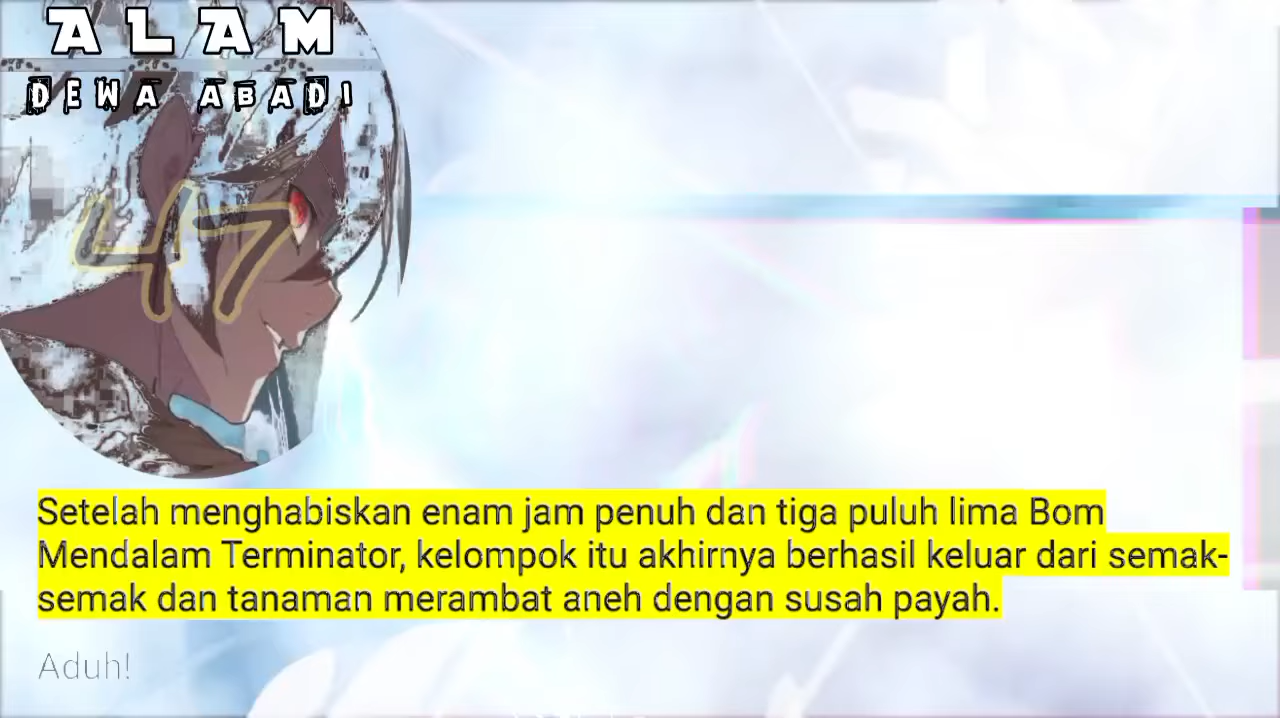 ALAM
DEWA ABADI
47
Setelah menghabiskan enam jam penuh dan tiga puluh lima Bom
Mendalam Terminator, kelompok itu akhirnya berhasil keluar dari semak-
semak dan tanaman merambat aneh dengan susah payah.
Aduh!